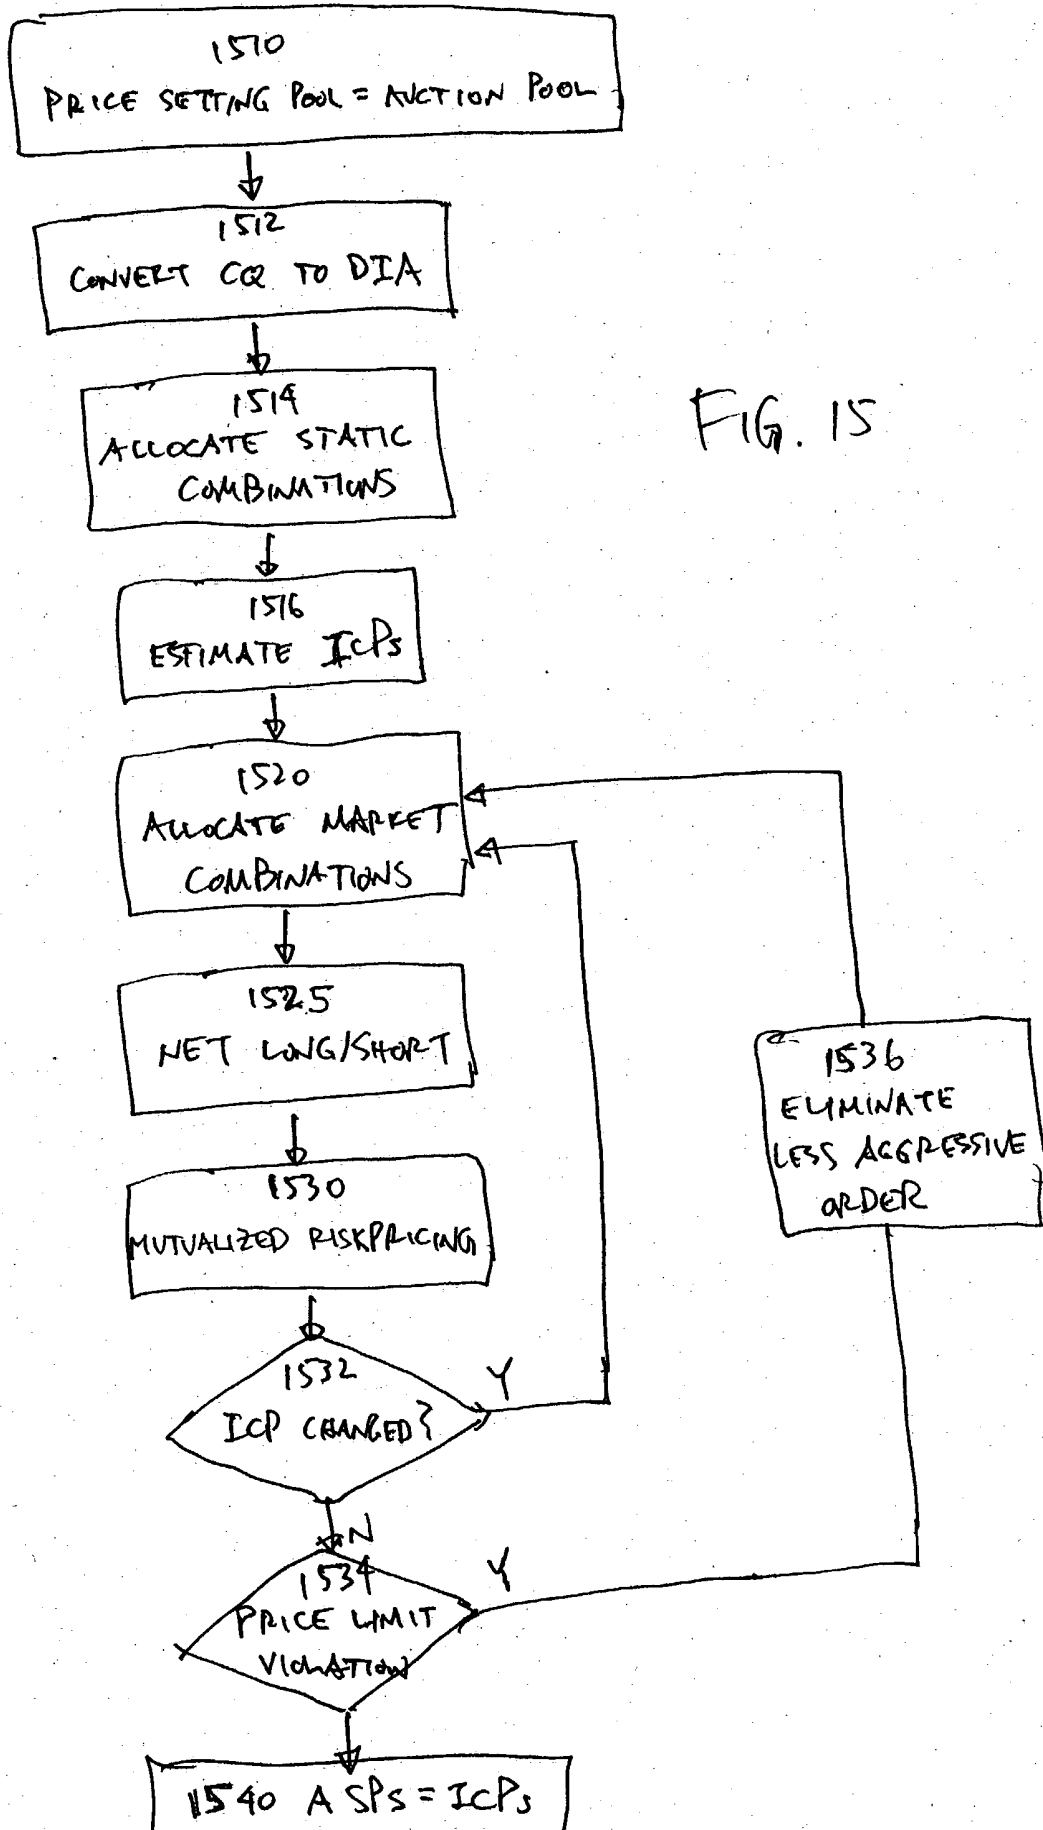 1510
PRICE SETTING POOL = AUCTION POOL
1512
CONVERT CQ TO DIA
1514
ALLOCATE STATIC
COMBINATIONS
FIG. 15
1516
ESTIMATE ICPs
1520
ALLOCATE MARKET
COMBINATIONS
1525
NET LONG/SHORT
1536
ELIMINATE
LESS AGGRESSIVE
ORDER
1530
MUTUALIZED RISKPRICING
1532
ICP CHANGED?
Y
N
1534
PRICE LIMIT
VIOLATION
Y
1540 ASPs = ICPs